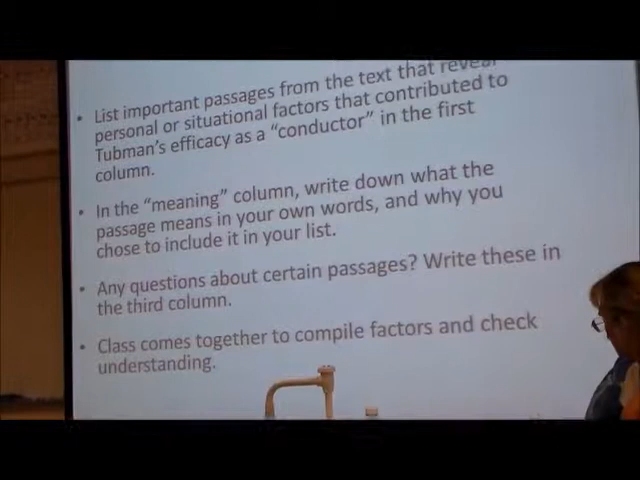 • List important passages from the text that reveal
personal or situational factors that contributed to
Tubman's efficacy as a "conductor" in the first
column.
• In the "meaning" column, write down what the
passage means in your own words, and why you
chose to include it in your list.
• Any questions about certain passages? Write these in
the third column.
• Class comes together to compile factors and check
understanding.